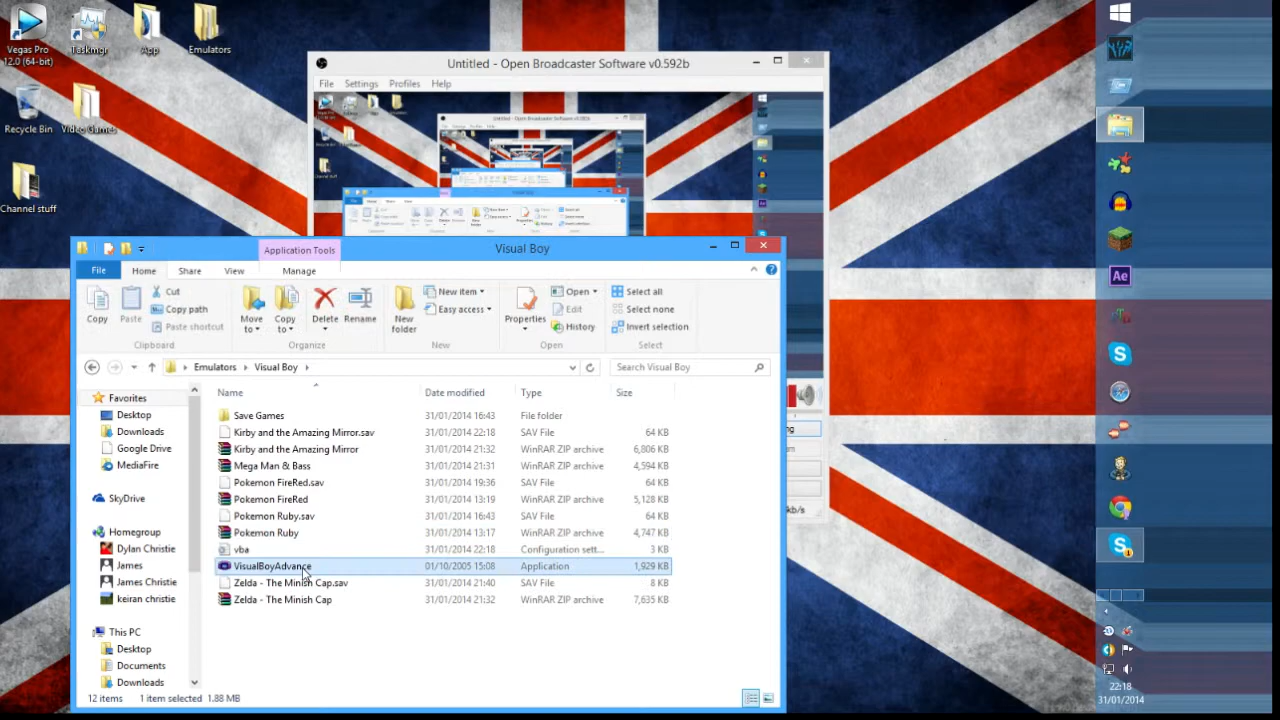 Vegas Pro
12.0 (64-bit)
Taskmgr
App
Emulators
Recycle Bin
Video Games
Channel stuff
Untitled - Open Broadcaster Software v0.592b
File Settings Profiles Help
Application Tools
Visual Boy
File Home Share View Manage
Copy
Paste
Cut
Copy path
Paste shortcut
Clipboard
Move to
Copy to
Delete
Rename
Organize
New folder
New item
Easy access
New
Properties
Open
Edit
History
Open
Select all
Select none
Invert selection
Select
Emulators Visual Boy
Search Visual Boy
Favorites
Desktop
Downloads
Google Drive
MediaFire
SkyDrive
Homegroup
Dylan Christie
James
James Christie
keiran christie
This PC
Desktop
Documents
Downloads
Name Date modified Type Size
Save Games 31/01/2014 16:43 File folder
Kirby and the Amazing Mirror.sav 31/01/2014 22:18 SAV File 64 KB
Kirby and the Amazing Mirror 31/01/2014 21:32 WinRAR ZIP archive 6,806 KB
Mega Man & Bass 31/01/2014 21:31 WinRAR ZIP archive 4,594 KB
Pokemon FireRed.sav 31/01/2014 19:36 SAV File 64 KB
Pokemon FireRed 31/01/2014 13:19 WinRAR ZIP archive 5,128 KB
Pokemon Ruby.sav 31/01/2014 16:43 SAV File 64 KB
Pokemon Ruby 31/01/2014 13:17 WinRAR ZIP archive 4,747 KB
vba 31/01/2014 22:18 Configuration sett... 3 KB
VisualBoyAdvance 01/10/2005 15:08 Application 1,929 KB
Zelda - The Minish Cap.sav 31/01/2014 21:40 SAV File 8 KB
Zelda - The Minish Cap 31/01/2014 21:32 WinRAR ZIP archive 7,635 KB
12 items 1 item selected 1.88 MB
kb/s
Ae
22:18
31/01/2014